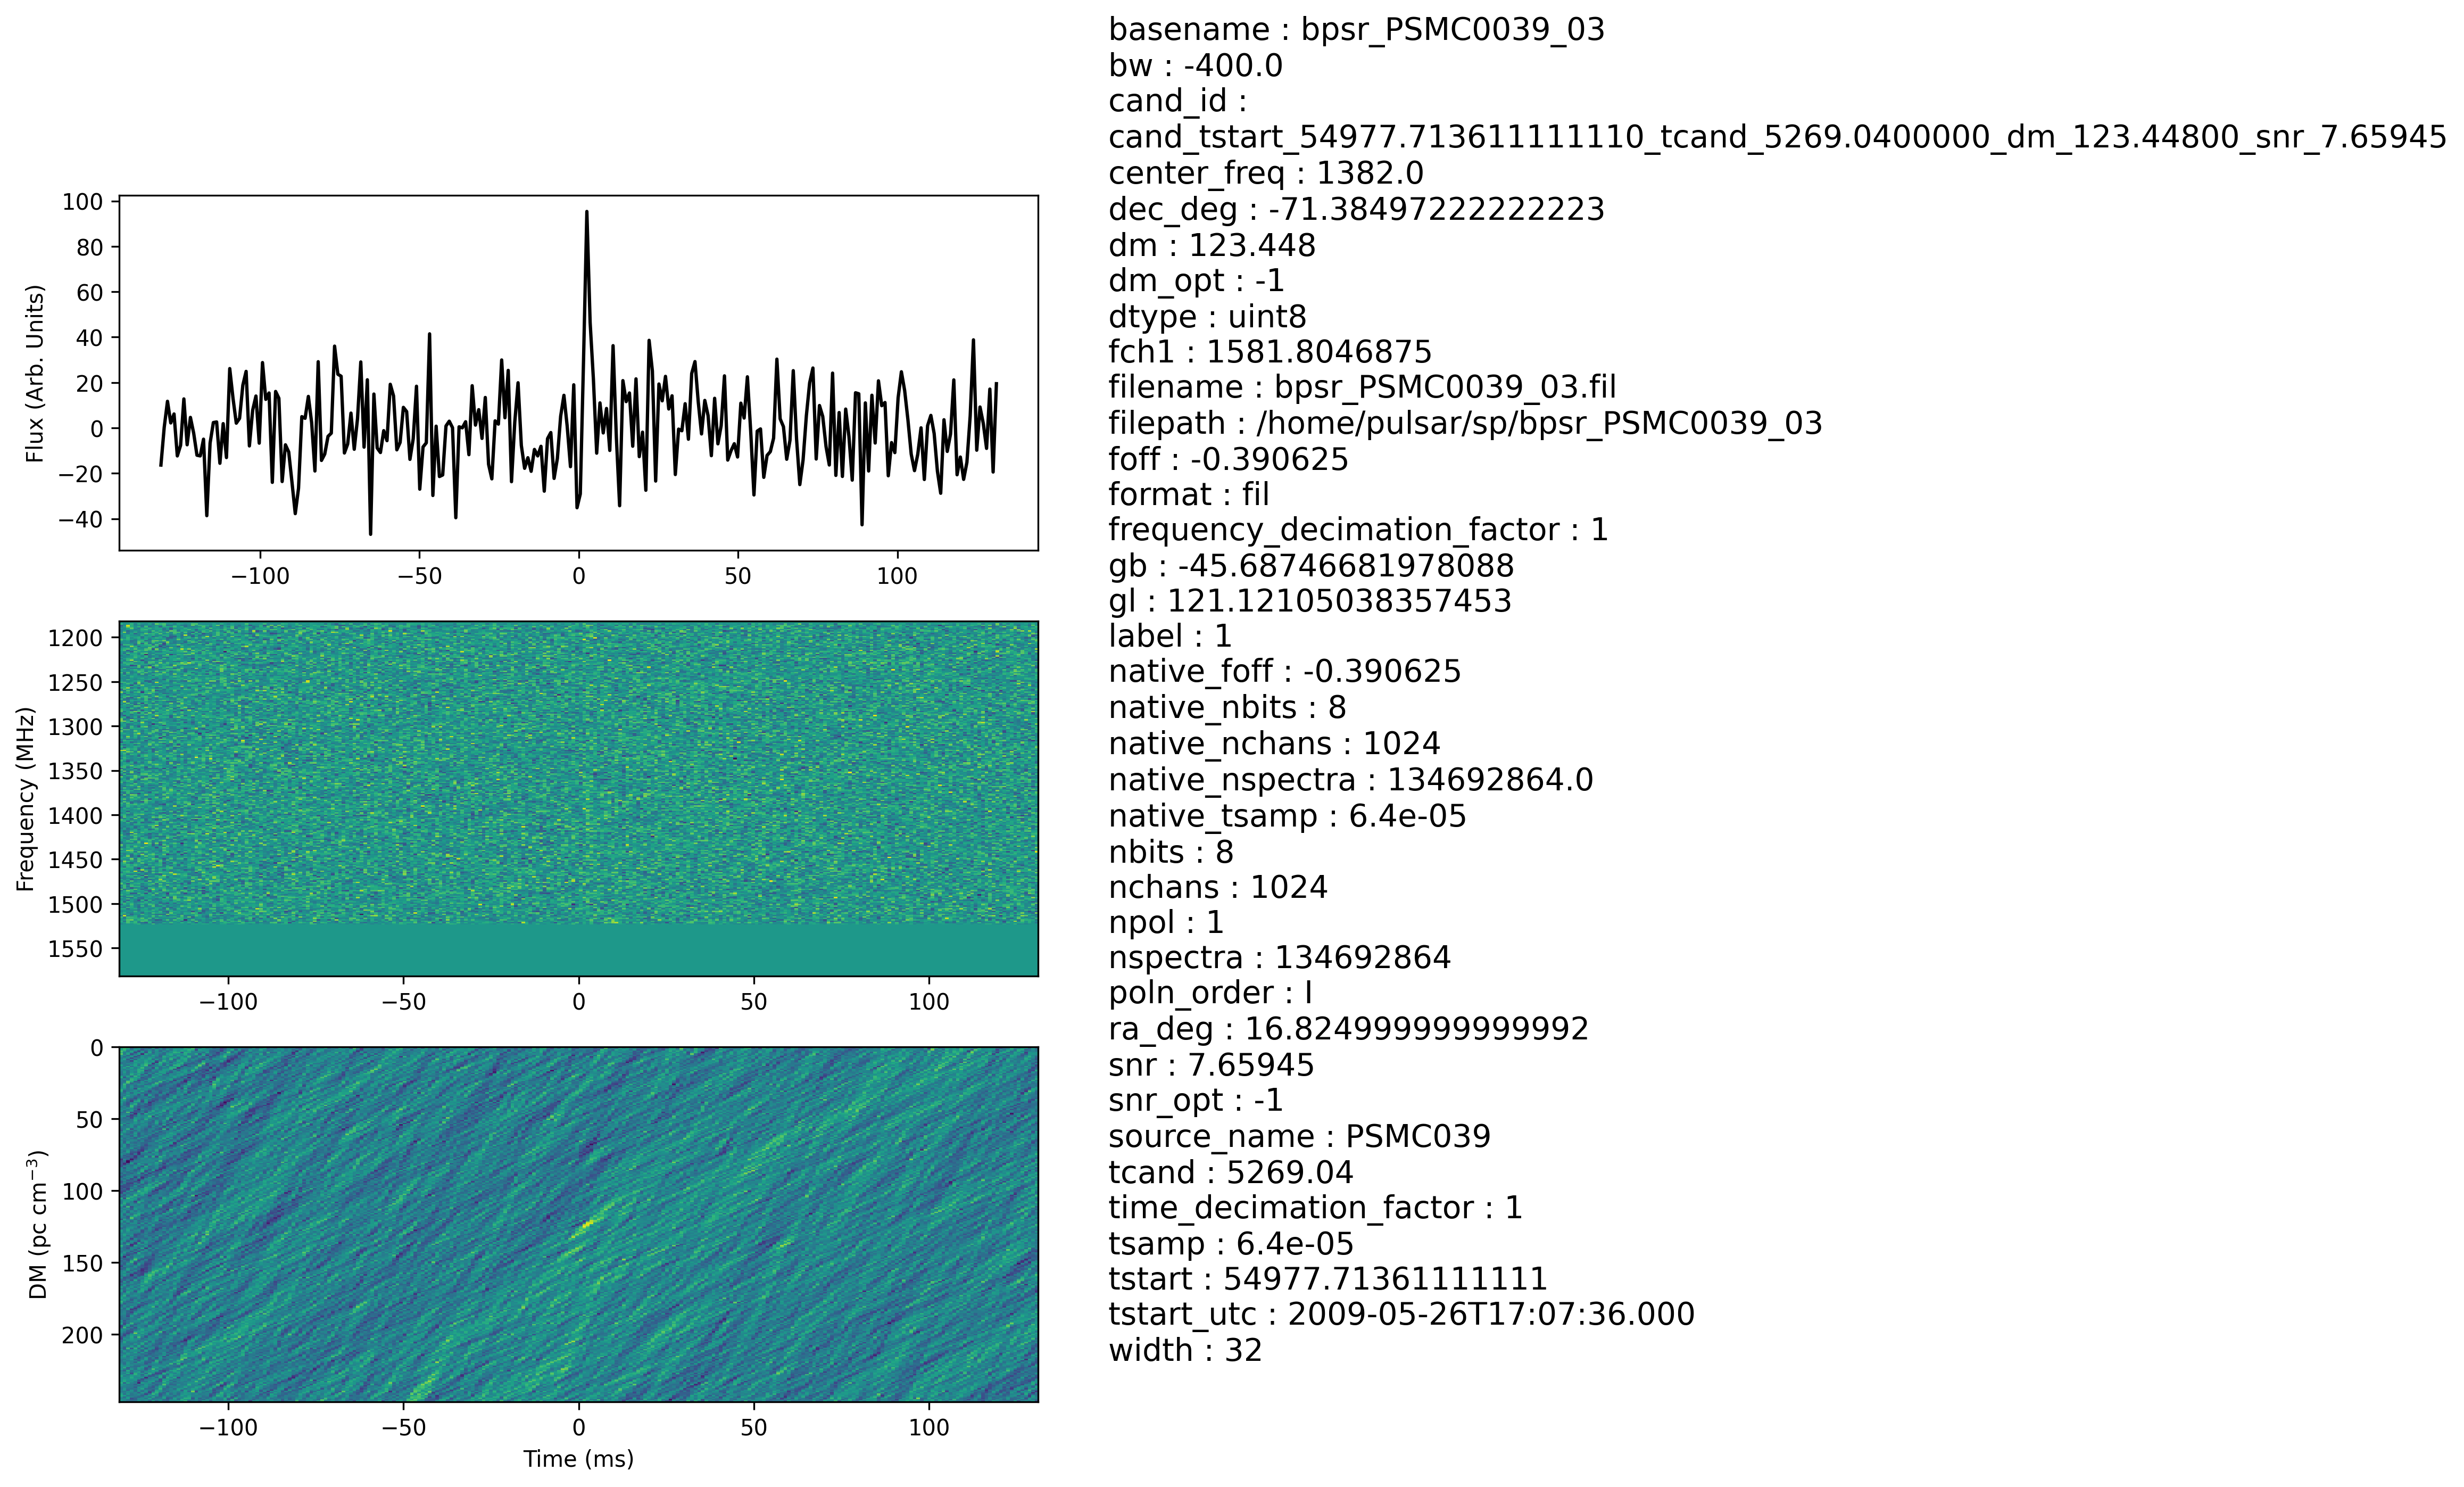 basename : bpsr_PSMC0039_03
bw : -400.0
cand_id :
cand_tstart_54977.713611111110_tcand_5269.0400000_dm_123.44800_snr_7.65945
center_freq : 1382.0
dec_deg : -71.38497222222223
dm : 123.448
dm_opt : -1
dtype : uint8
fch1 : 1581.8046875
filename : bpsr_PSMC0039_03.fil
filepath : /home/pulsar/sp/bpsr_PSMC0039_03
foff : -0.390625
format : fil
frequency_decimation_factor : 1
gb : -45.68746681978088
gl : 121.12105038357453
label : 1
native_foff : -0.390625
native_nbits : 8
native_nchans : 1024
native_nspectra : 134692864.0
native_tsamp : 6.4e-05
nbits : 8
nchans : 1024
npol : 1
nspectra : 134692864
poln_order : I
ra_deg : 16.824999999999992
snr : 7.65945
snr_opt : -1
source_name : PSMC039
tcand : 5269.04
time_decimation_factor : 1
tsamp : 6.4e-05
tstart : 54977.71361111111
tstart_utc : 2009-05-26T17:07:36.000
width : 32
Flux (Arb. Units)
100
80
60
40
20
0
−20
−40
−100 −50 0 50 100
Frequency (MHz)
1200
1250
1300
1350
1400
1450
1500
1550
−100 −50 0 50 100
DM (pc cm⁻³)
0
50
100
150
200
−100 −50 0 50 100
Time (ms)